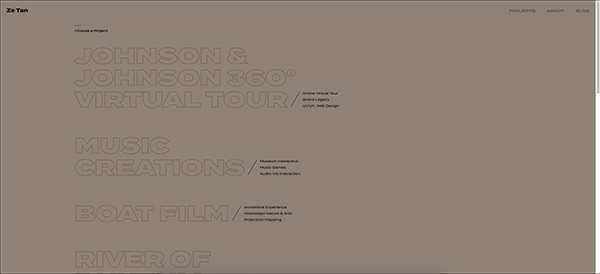 Ze Tan
PROJECTS ABOUT BLOG
Choose a Project
JOHNSON &
JOHNSON 360°
VIRTUAL TOUR
Online Virtual Tour
Brand Legacy
UI/UX, Web Design
MUSIC
CREATIONS
Museum Interactive
Music Games
Audio-Viz Interaction
BOAT FILM
Immersive Experience
Mississippi Nature & Arts
Projection Mapping
RIVER OF